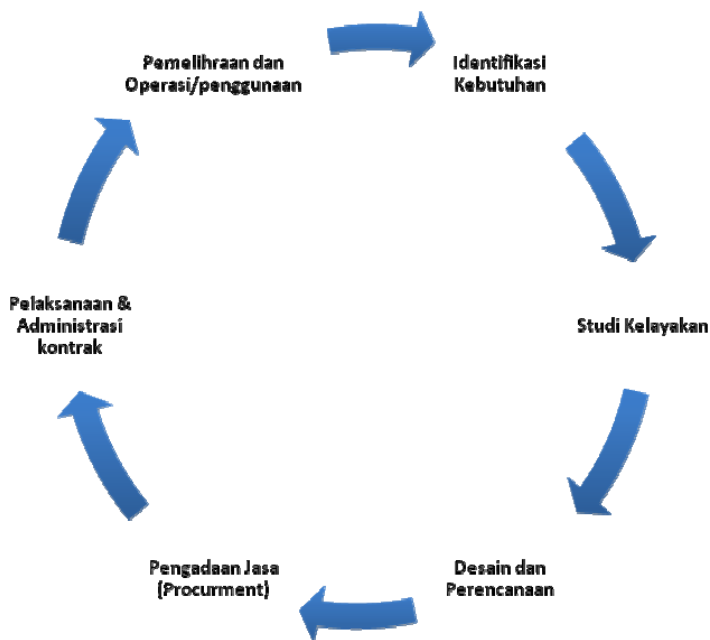 Pemelihraan dan
Operasi/penggunaan
Identifikasi
Kebutuhan
Studi Kelayakan
Desain dan
Perencanaan
Pengadaan Jasa
(Procurment)
Pelaksanaan &
Administrasi
kontrak